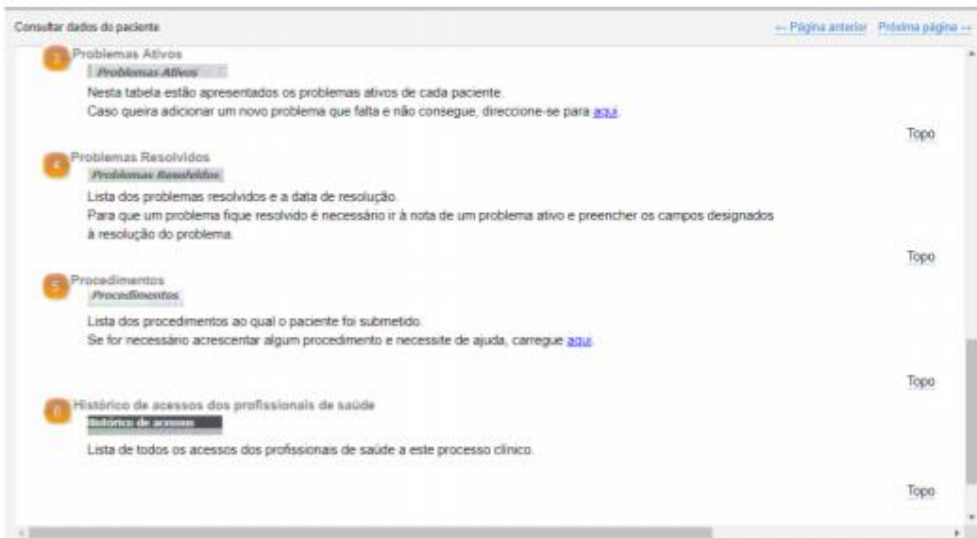 Consultar dados do paciente
← Página anterior Próxima página →
3 Problemas Ativos
Problemas Ativos
Nesta tabela estão apresentados os problemas ativos de cada paciente.
Caso queira adicionar um novo problema que falta e não consegue, direccione-se para aqui.
Topo
4 Problemas Resolvidos
Problemas Resolvidos
Lista dos problemas resolvidos e a data de resolução.
Para que um problema fique resolvido é necessário ir à nota de um problema ativo e preencher os campos designados
à resolução do problema.
Topo
5 Procedimentos
Procedimentos
Lista dos procedimentos ao qual o paciente foi submetido.
Se for necessário acrescentar algum procedimento e necessite de ajuda, carregue aqui.
Topo
6 Histórico de acessos dos profissionais de saúde
Histórico de acessos
Lista de todos os acessos dos profissionais de saúde a este processo clínico.
Topo